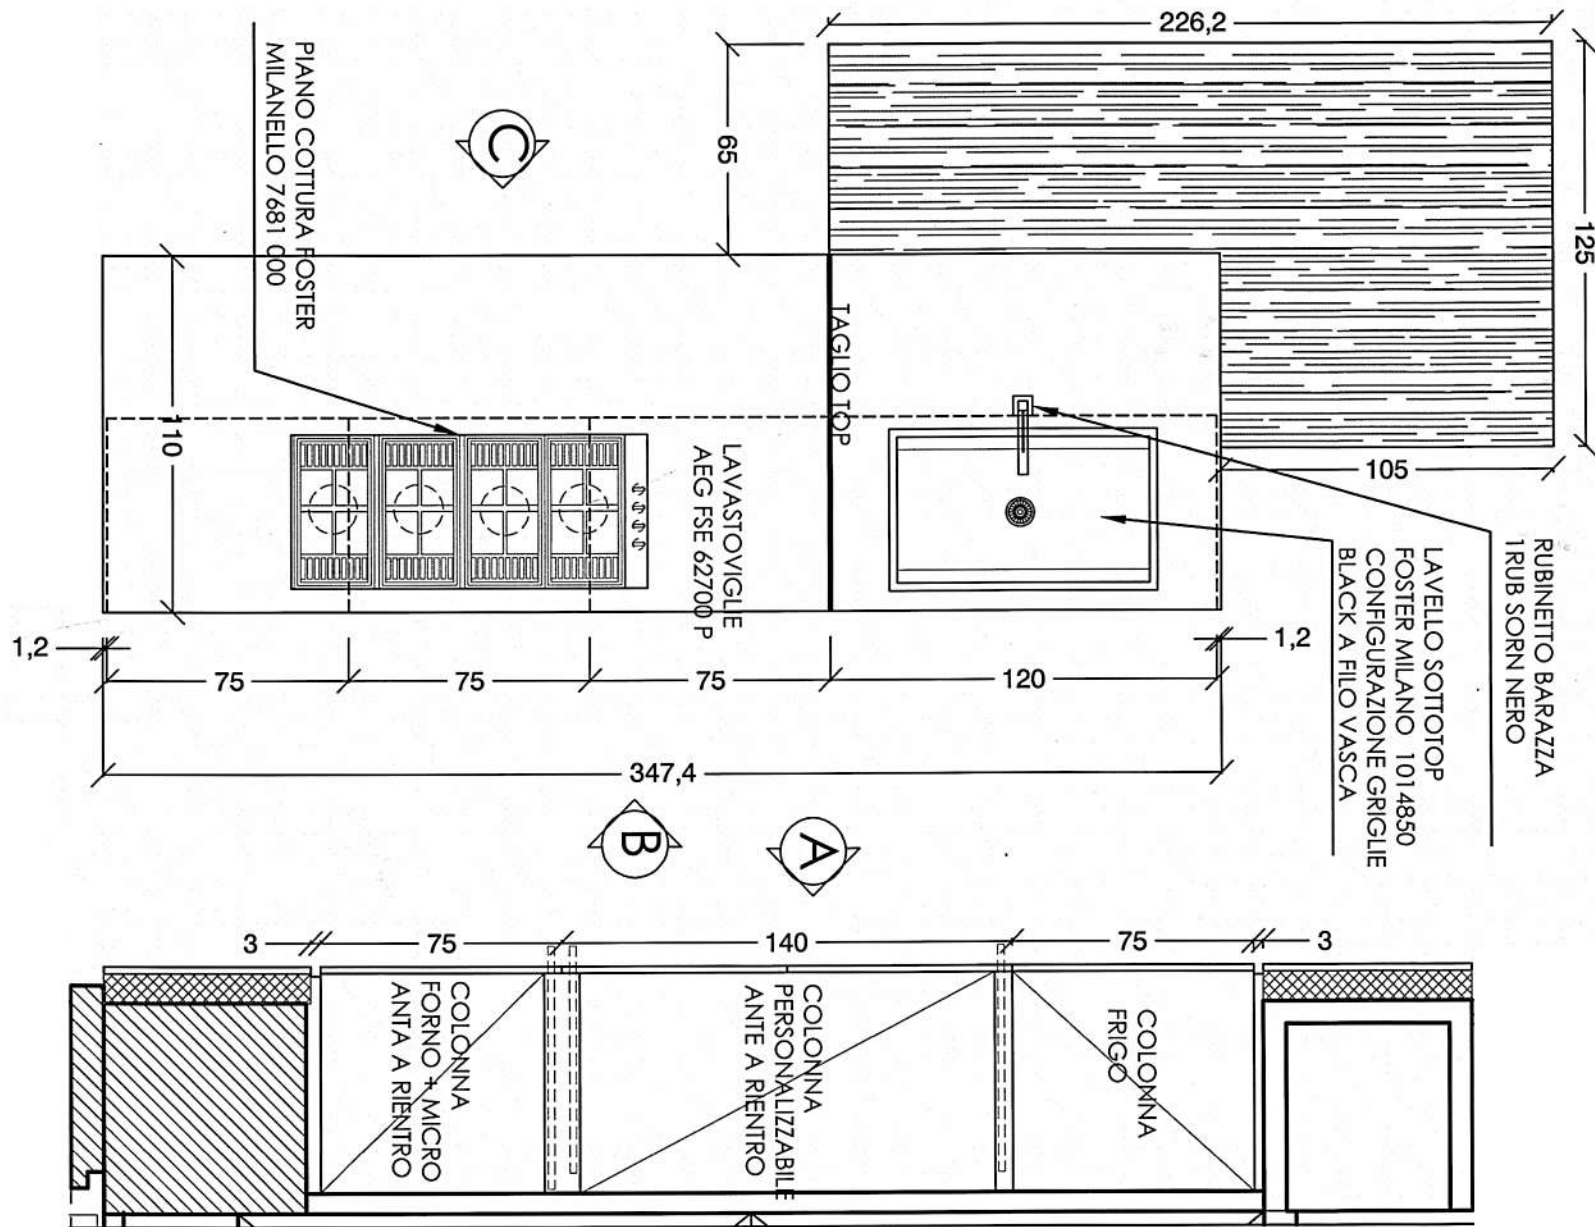 226,2
125
65
PIANO COTTURA FOSTER
MILANELLO 7681 000
C
110
TAGLIO TOP
LAVASTOVIGLIE
AEG FSE 62700 P
105
RUBINETTO BARAZZA
1RUB SORN NERO
LAVELLO SOTTOTOP
FOSTER MILANO 1014850
CONFIGURAZIONE GRIGLIE
BLACK A FILO VASCA
1,2
75
75
75
120
1,2
347,4
B
A
3
75
140
75
3
COLONNA
FORNO + MICRO
ANTA A RIENTRO
COLONNA
PERSONALIZZABILE
ANTE A RIENTRO
COLONNA
FRIGO